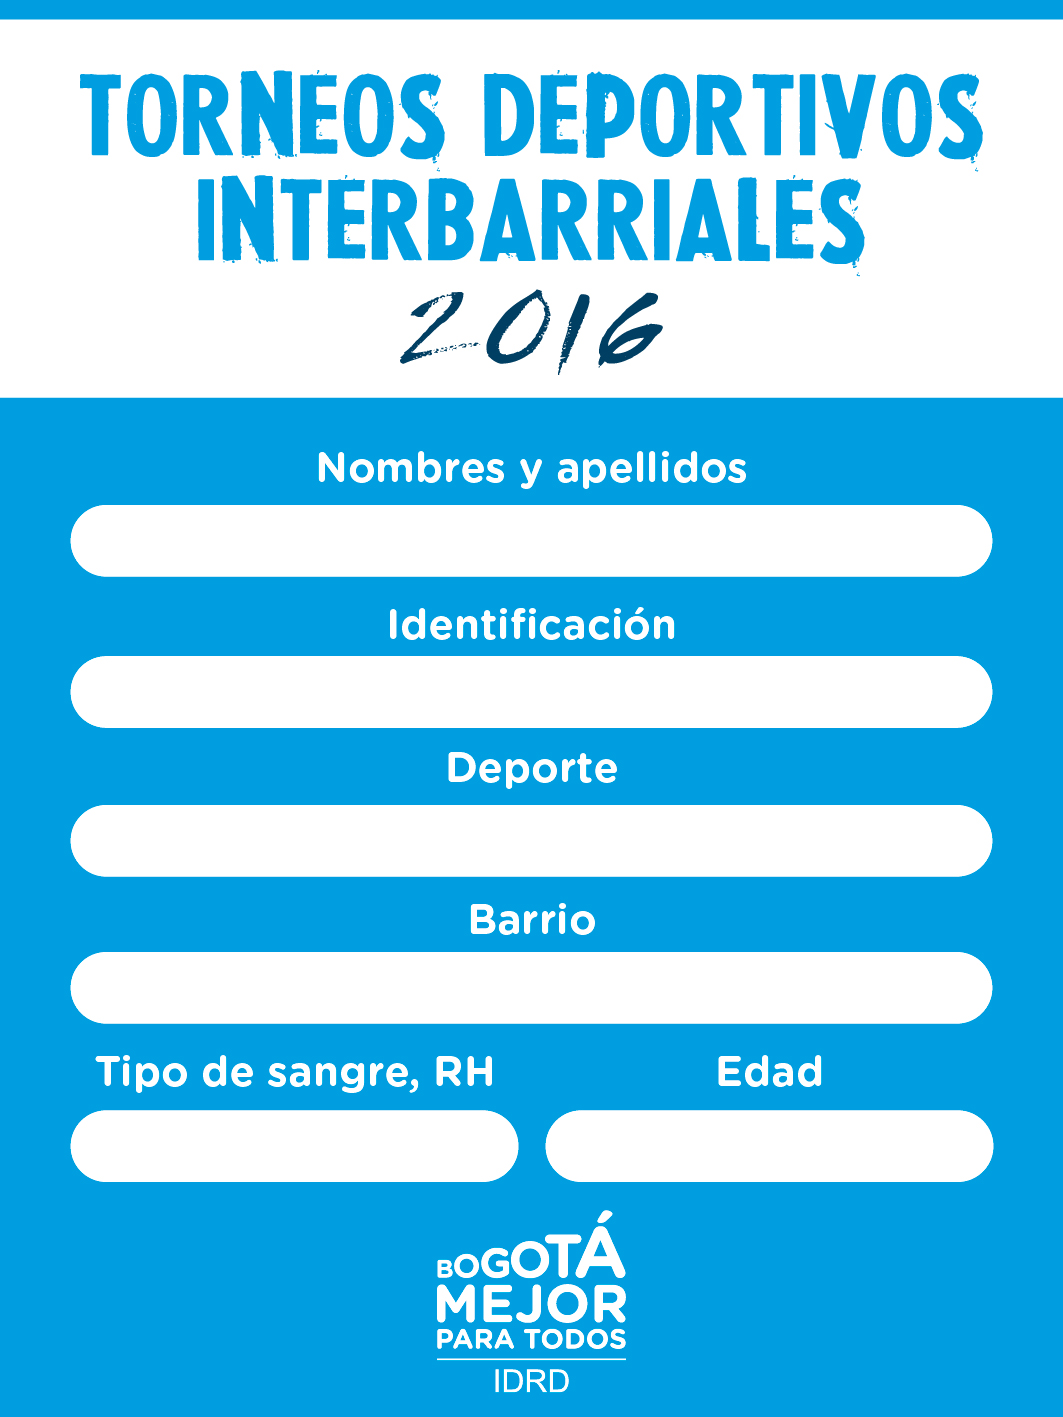 TORNEOS DEPORTIVOS
INTERBARRIALES
2016
Nombres y apellidos
Identificación
Deporte
Barrio
Tipo de sangre, RH
Edad
BOGOTÁ
MEJOR
PARA TODOS
IDRD